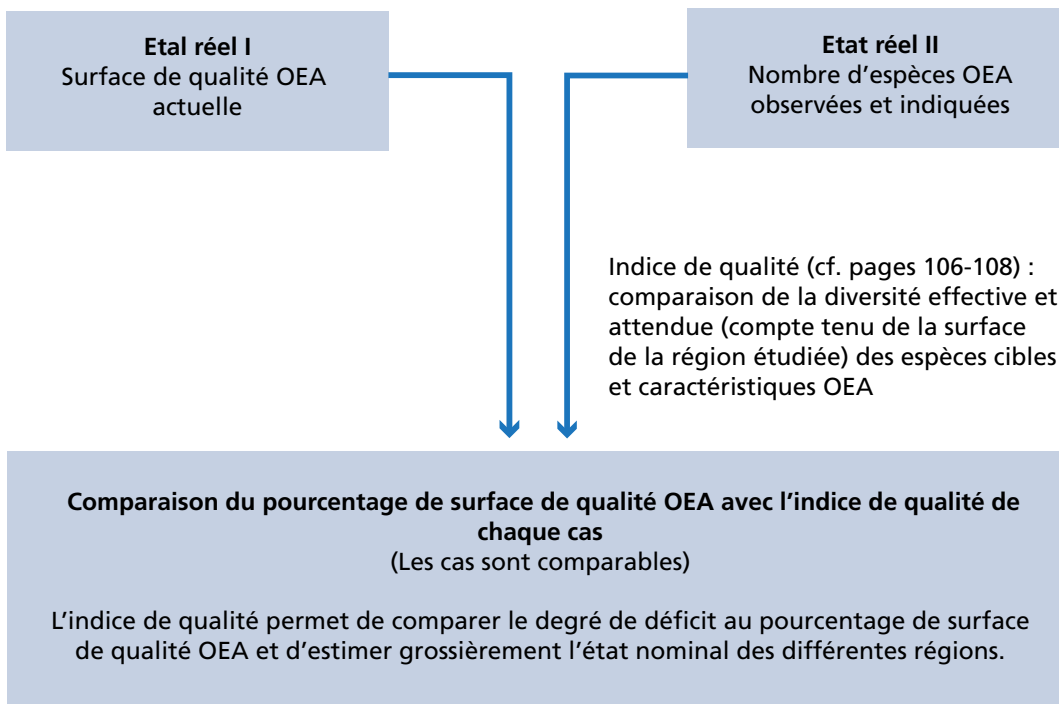 Etal réel I
Surface de qualité OEA
actuelle
Etat réel II
Nombre d’espèces OEA
observées et indiquées
Indice de qualité (cf. pages 106-108) :
comparaison de la diversité effective et
attendue (compte tenu de la surface
de la région étudiée) des espèces cibles
et caractéristiques OEA
Comparaison du pourcentage de surface de qualité OEA avec l’indice de qualité de
chaque cas
(Les cas sont comparables)
L’indice de qualité permet de comparer le degré de déficit au pourcentage de surface
de qualité OEA et d’estimer grossièrement l’état nominal des différentes régions.